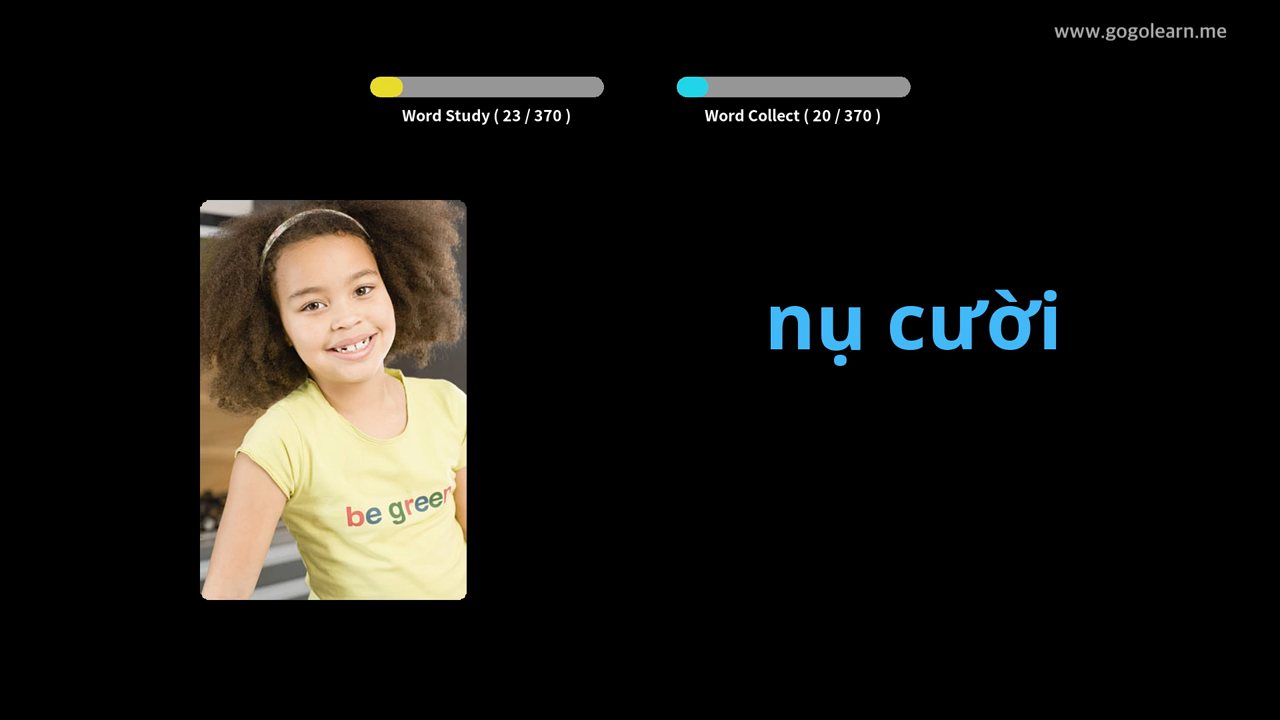 www.gogolearn.me
Word Study ( 23 / 370 )
Word Collect ( 20 / 370 )
nụ cười
be green